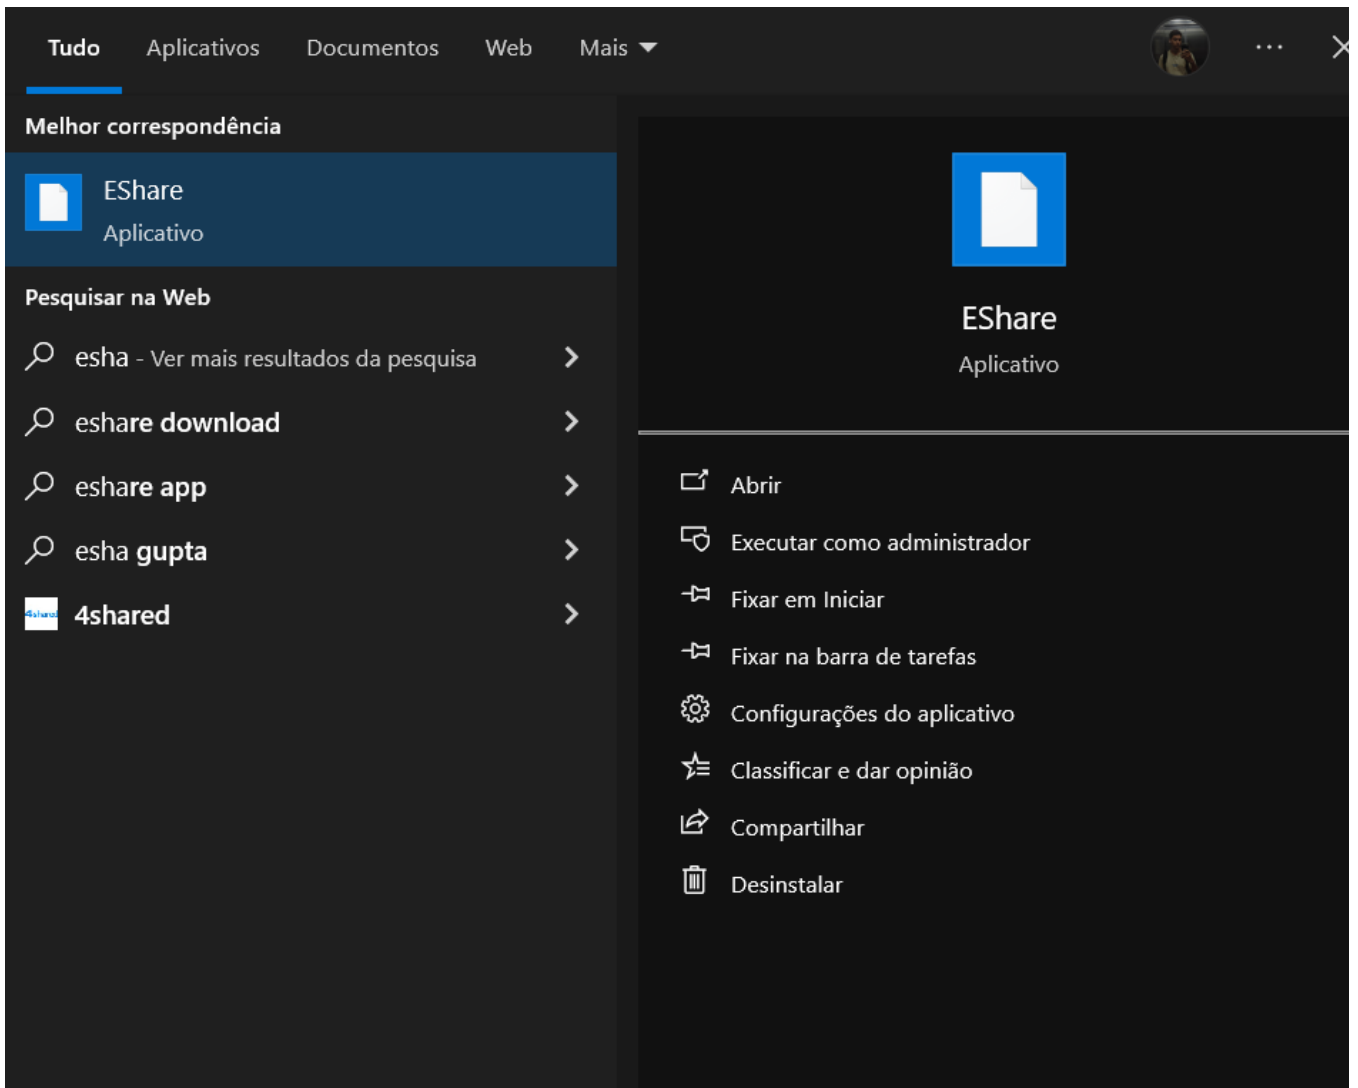 Tudo Aplicativos Documentos Web Mais
Melhor correspondência
EShare
Aplicativo
Pesquisar na Web
esha - Ver mais resultados da pesquisa
eshare download
eshare app
esha gupta
4shared 4shared
EShare
Aplicativo
Abrir
Executar como administrador
Fixar em Iniciar
Fixar na barra de tarefas
Configurações do aplicativo
Classificar e dar opinião
Compartilhar
Desinstalar